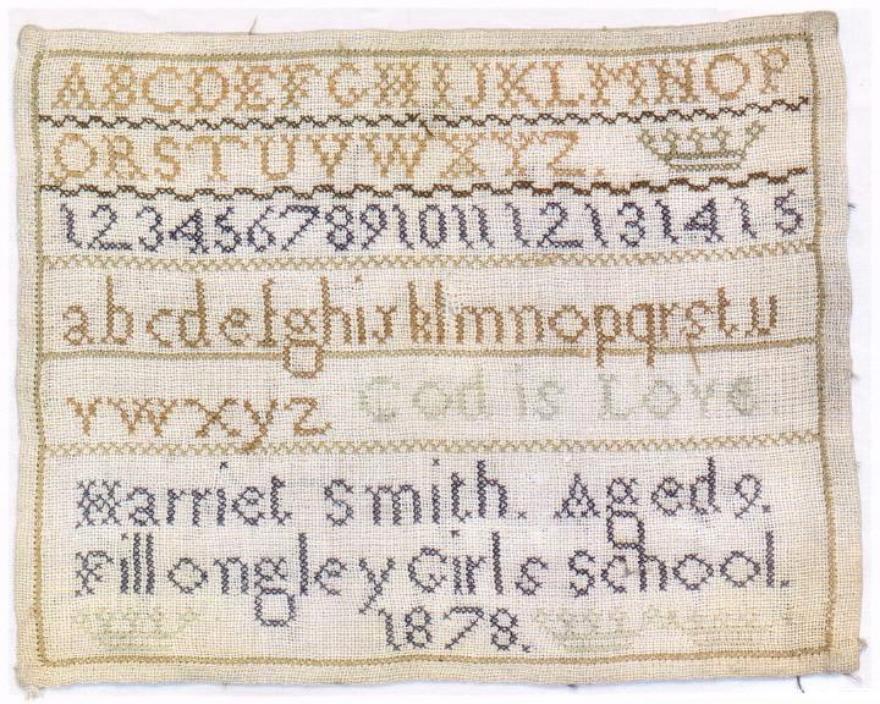 ABCDEFGHIJKLMNOP
QRSTUVWXYZ.
123456789101112131415
abcdefghijklmnopqrstu
vwxyz. God is Love.
Harriet Smith. Aged 9.
Fillongley Girls School.
1878.